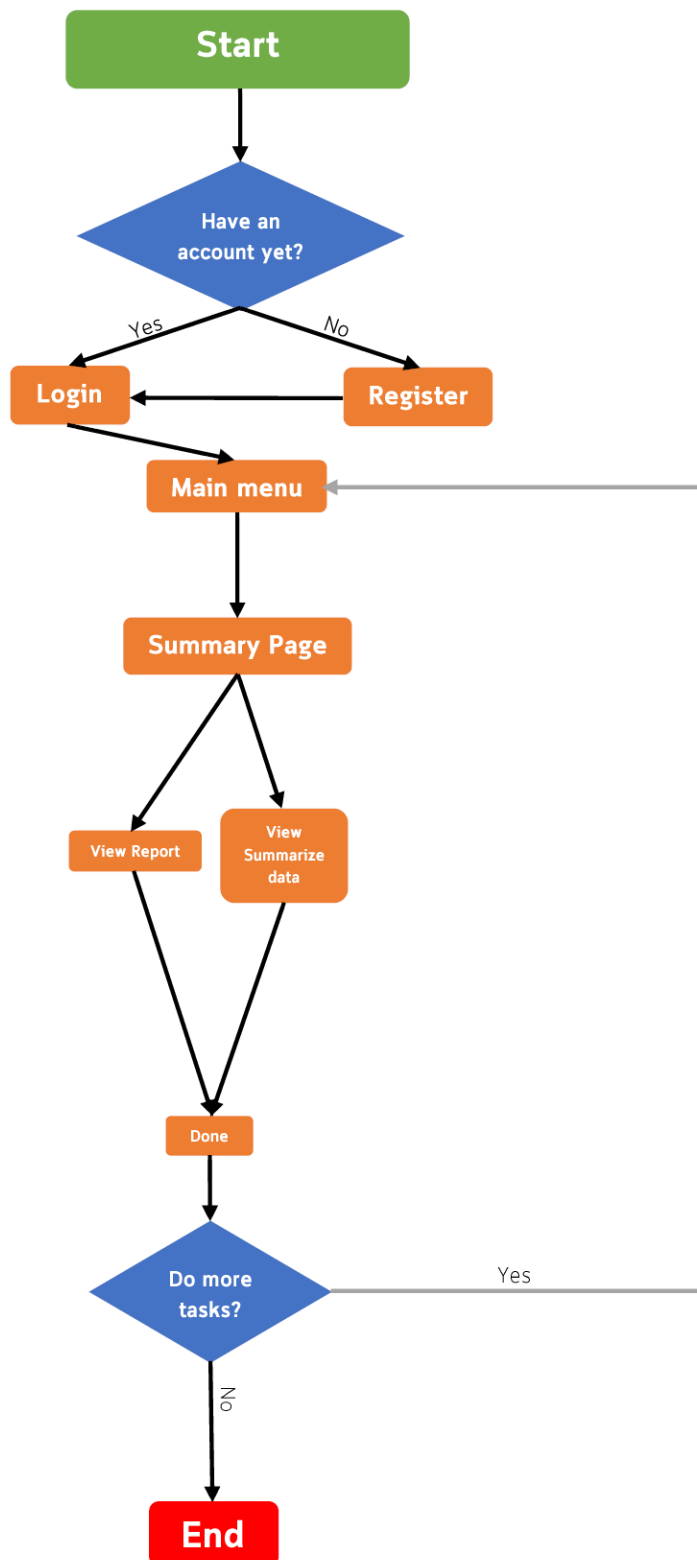 Start
Have an
account yet?
Yes
No
Login
Register
Main menu
Summary Page
View Report
View
Summarize
data
Done
Do more
tasks?
Yes
No
End